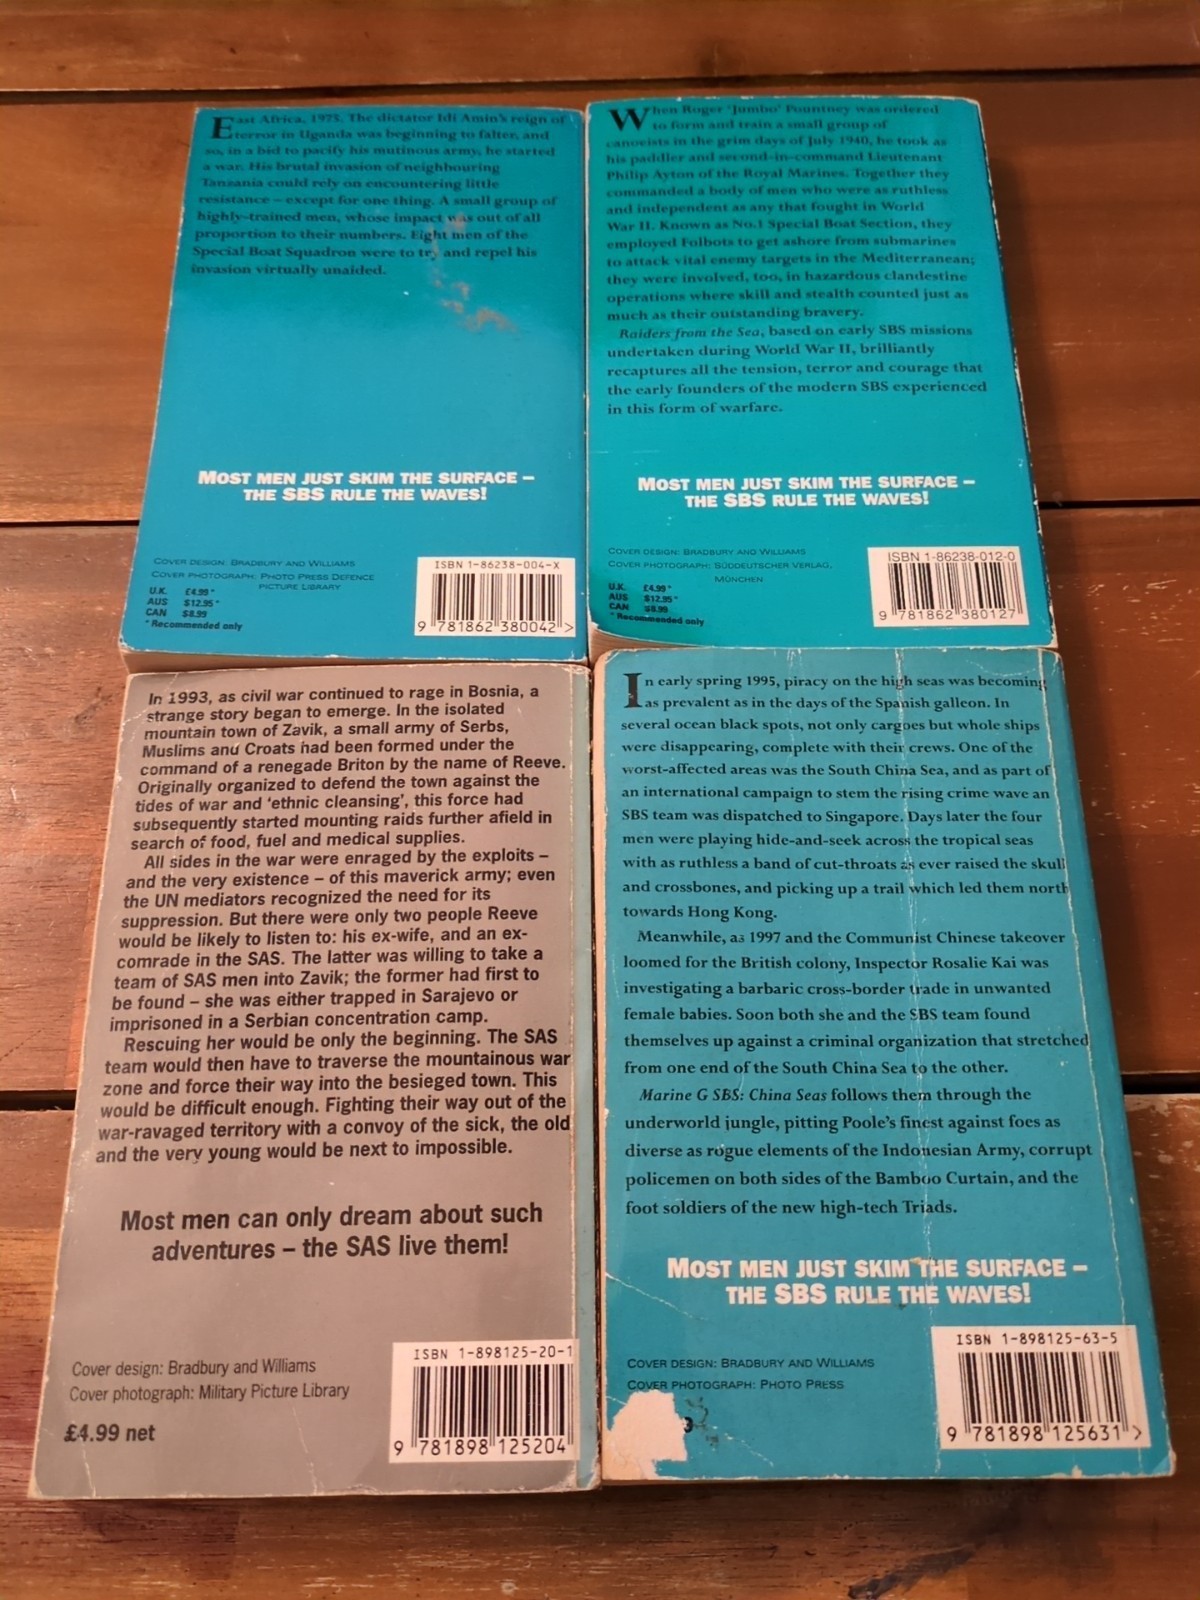 East Africa, 1978. The dictator Idi Amin's reign of
terror in Uganda was beginning to falter, and
so, in a bid to pacify his mutinous army, he started
a war. His brutal invasion of neighbouring
Tanzania could rely on encountering little
resistance – except for one thing. A small group of
highly-trained men, whose impact was out of all
proportion to their numbers. Eight men of the
Special Boat Squadron were to try and repel his
invasion virtually unaided.
MOST MEN JUST SKIM THE SURFACE –
THE SBS RULE THE WAVES!
COVER DESIGN: BRADBURY AND WILLIAMS
COVER PHOTOGRAPH: PHOTO PRESS DEFENCE
PICTURE LIBRARY
U.K. £4.99*
AUS $12.95*
CAN $8.99
* Recommended only
ISBN 1-86238-004-X
9 781862 380042 >
When Roger 'Jumbo' Pountney was ordered
to form and train a small group of
canoeists in the grim days of July 1940, he took as
his paddler and second-in-command Lieutenant
Philip Ayton of the Royal Marines. Together they
commanded a body of men who were as ruthless
and independent as any that fought in World
War II. Known as No.1 Special Boat Section, they
employed Folbots to get ashore from submarines
to attack vital enemy targets in the Mediterranean;
they were involved, too, in hazardous clandestine
operations where skill and stealth counted just as
much as their outstanding bravery.
Raiders from the Sea, based on early SBS missions
undertaken during World War II, brilliantly
recaptures all the tension, terror and courage that
the early founders of the modern SBS experienced
in this form of warfare.
MOST MEN JUST SKIM THE SURFACE –
THE SBS RULE THE WAVES!
COVER DESIGN: BRADBURY AND WILLIAMS
COVER PHOTOGRAPH: SÜDDEUTSCHER VERLAG,
MÜNCHEN
U.K. £4.99*
AUS $12.95*
CAN $8.99
* Recommended only
ISBN 1-86238-012-0
9 781862 380127
In 1993, as civil war continued to rage in Bosnia, a
strange story began to emerge. In the isolated
mountain town of Zavik, a small army of Serbs,
Muslims and Croats had been formed under the
command of a renegade Briton by the name of Reeve.
Originally organized to defend the town against the
tides of war and 'ethnic cleansing', this force had
subsequently started mounting raids further afield in
search of food, fuel and medical supplies.
All sides in the war were enraged by the exploits –
and the very existence – of this maverick army; even
the UN mediators recognized the need for its
suppression. But there were only two people Reeve
would be likely to listen to: his ex-wife, and an ex-
comrade in the SAS. The latter was willing to take a
team of SAS men into Zavik; the former had first to
be found – she was either trapped in Sarajevo or
imprisoned in a Serbian concentration camp.
Rescuing her would be only the beginning. The SAS
team would then have to traverse the mountainous war
zone and force their way into the besieged town. This
would be difficult enough. Fighting their way out of the
war-ravaged territory with a convoy of the sick, the old
and the very young would be next to impossible.
Most men can only dream about such
adventures – the SAS live them!
Cover design: Bradbury and Williams
Cover photograph: Military Picture Library
£4.99 net
ISBN 1-898125-20-1
9 781898 125204
In early spring 1995, piracy on the high seas was becoming
as prevalent as in the days of the Spanish galleon. In
several ocean black spots, not only cargoes but whole ships
were disappearing, complete with their crews. One of the
worst-affected areas was the South China Sea, and as part of
an international campaign to stem the rising crime wave an
SBS team was dispatched to Singapore. Days later the four
men were playing hide-and-seek across the tropical seas
with as ruthless a band of cut-throats as ever raised the skull
and crossbones, and picking up a trail which led them north
towards Hong Kong.
Meanwhile, as 1997 and the Communist Chinese takeover
loomed for the British colony, Inspector Rosalie Kai was
investigating a barbaric cross-border trade in unwanted
female babies. Soon both she and the SBS team found
themselves up against a criminal organization that stretched
from one end of the South China Sea to the other.
Marine G SBS: China Seas follows them through the
underworld jungle, pitting Poole's finest against foes as
diverse as rogue elements of the Indonesian Army, corrupt
policemen on both sides of the Bamboo Curtain, and the
foot soldiers of the new high-tech Triads.
MOST MEN JUST SKIM THE SURFACE –
THE SBS RULE THE WAVES!
COVER DESIGN: BRADBURY AND WILLIAMS
COVER PHOTOGRAPH: PHOTO PRESS
ISBN 1-898125-63-5
9 781898 125631 >